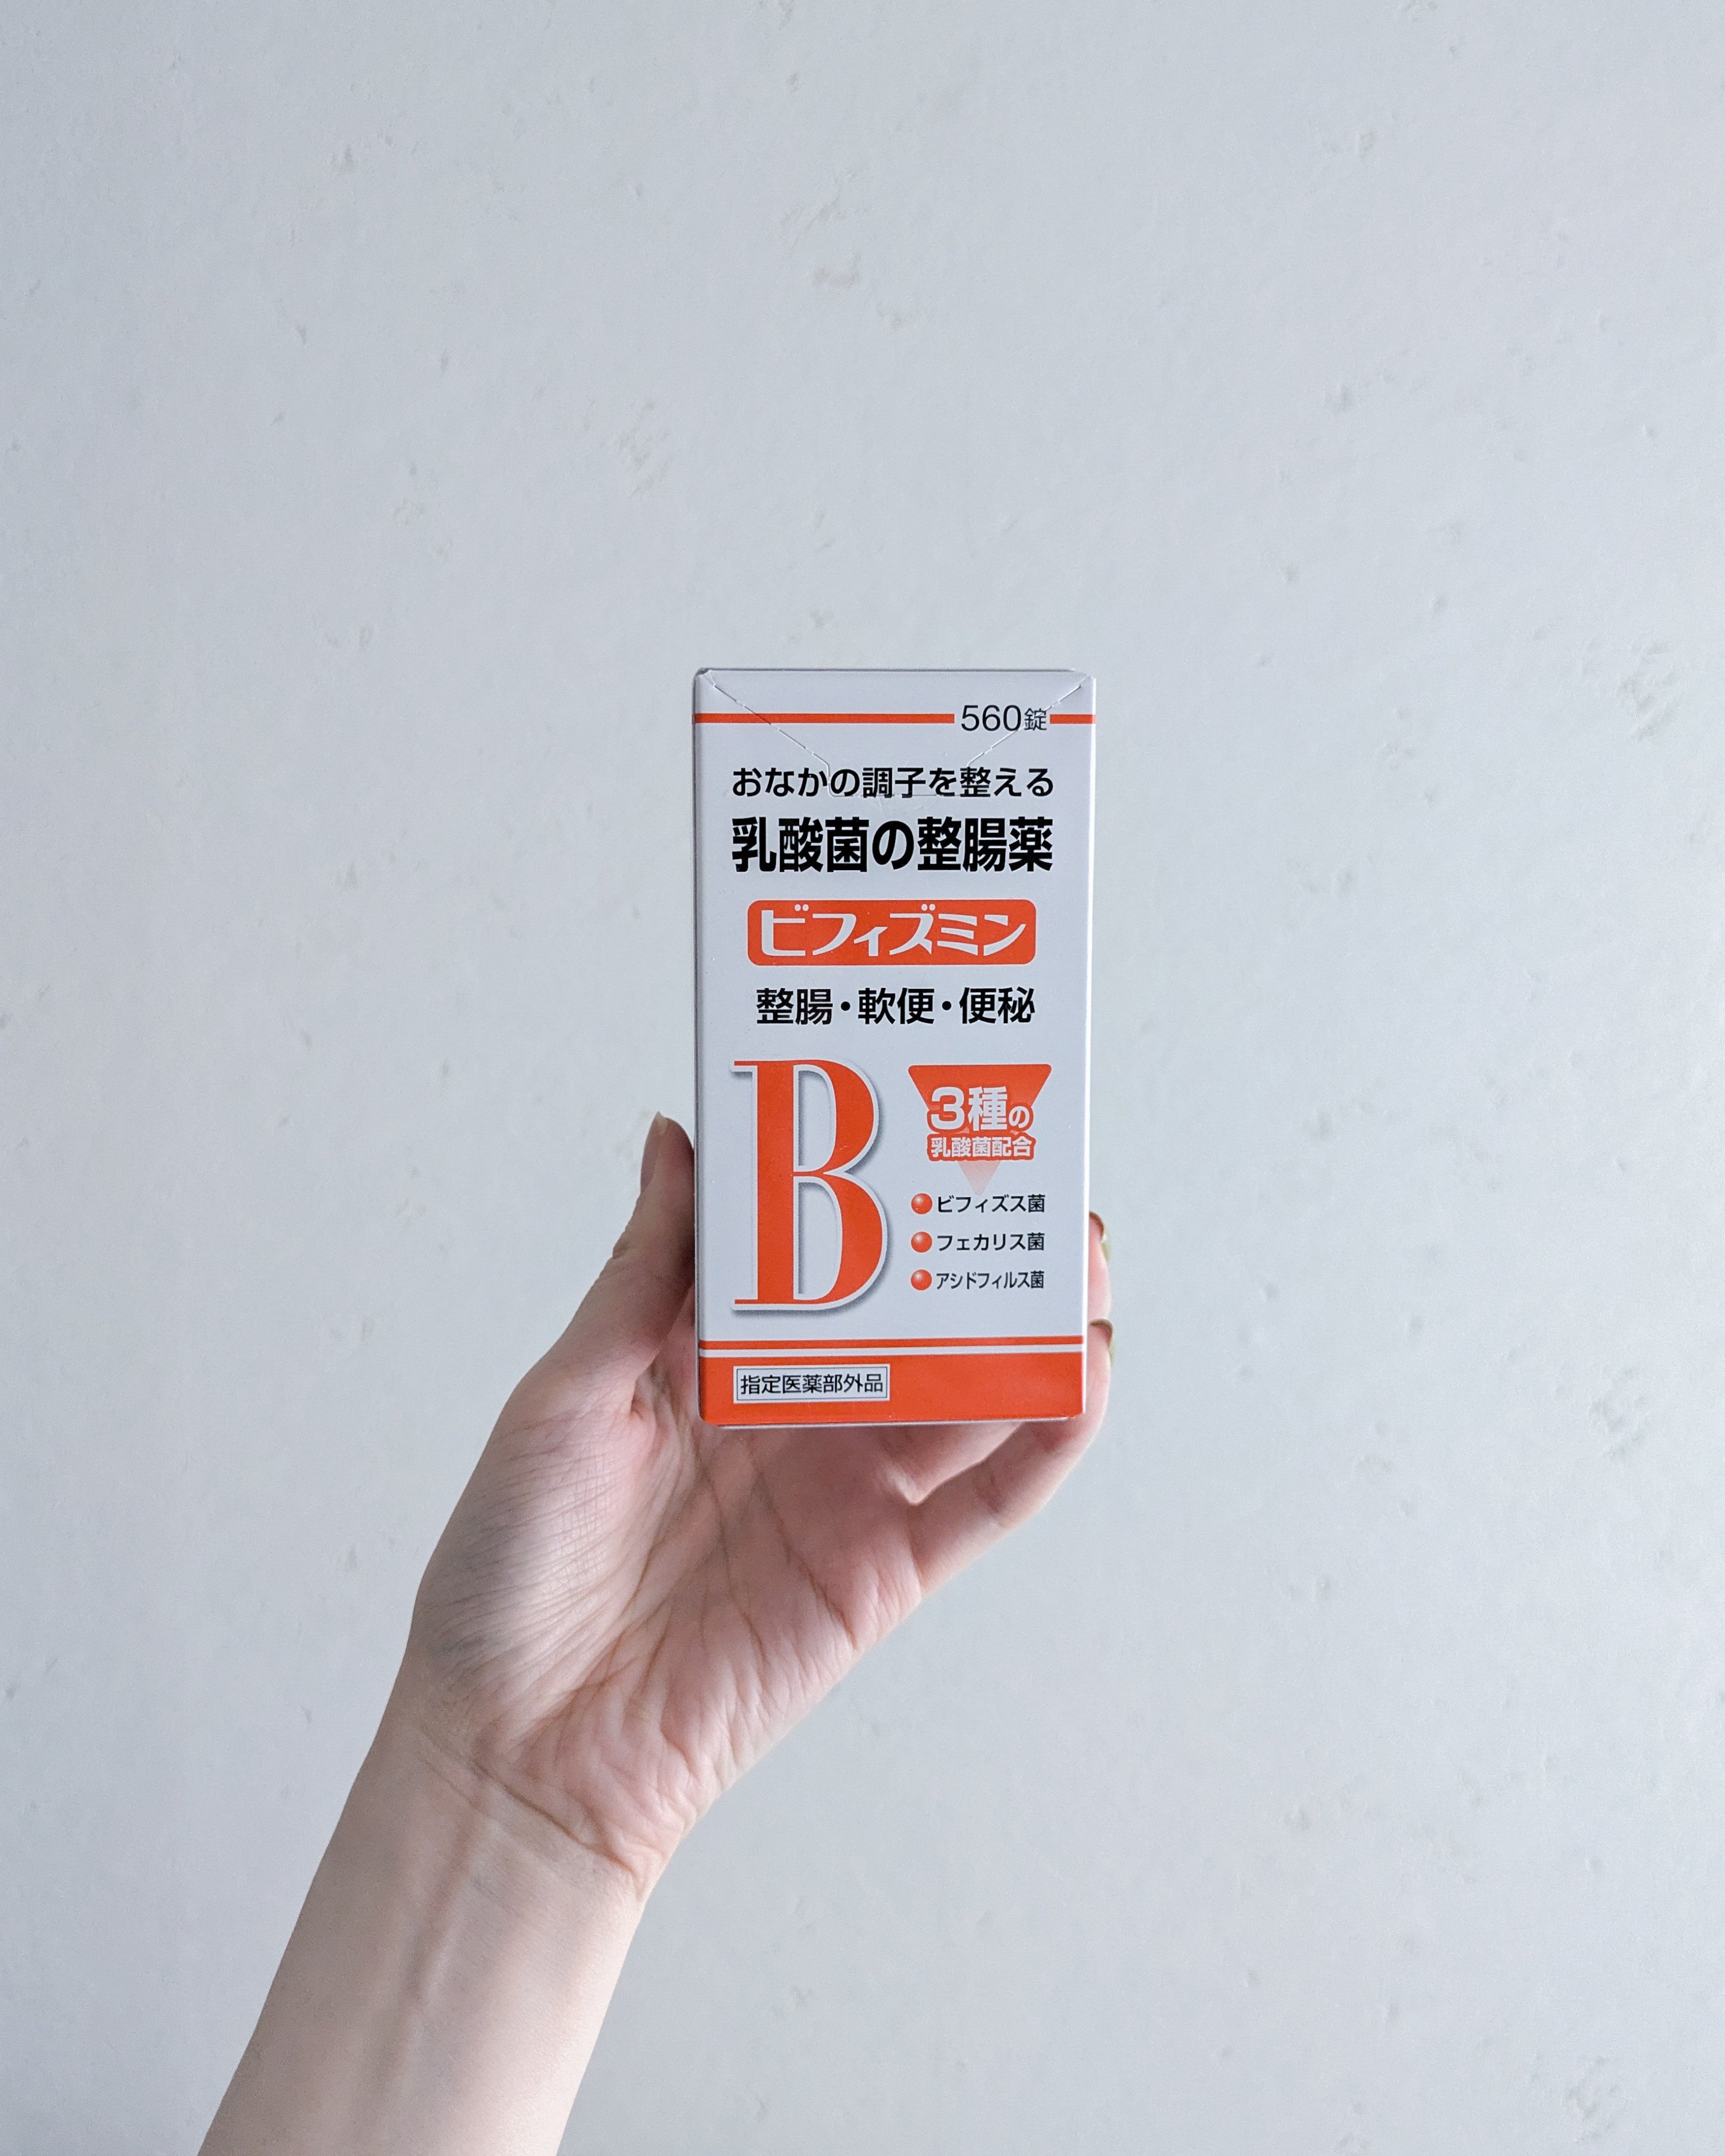 560錠
おなかの調子を整える
乳酸菌の整腸薬
ビフィズミン
整腸・軟便・便秘
B
3種の
乳酸菌配合
ビフィズス菌
フェカリス菌
アシドフィルス菌
指定医薬部外品